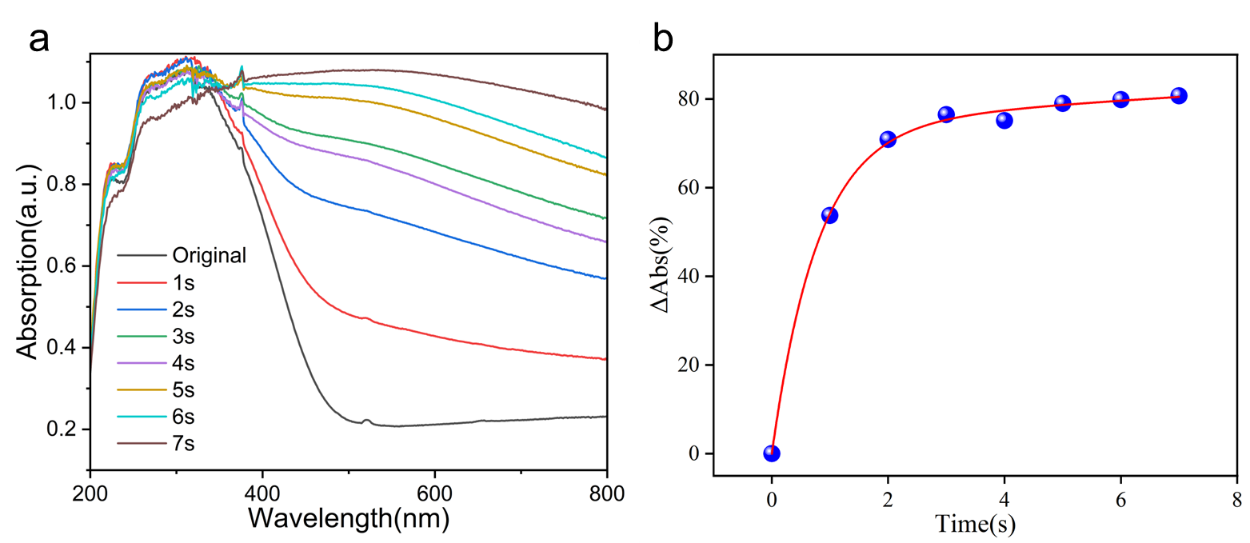 a
Absorption(a.u.)
1.0
0.8
0.6
0.4
0.2
Original
1s
2s
3s
4s
5s
6s
7s
200
400
600
800
Wavelength(nm)
b
ΔAbs(%)
80
60
40
20
0
0
2
4
6
8
Time(s)